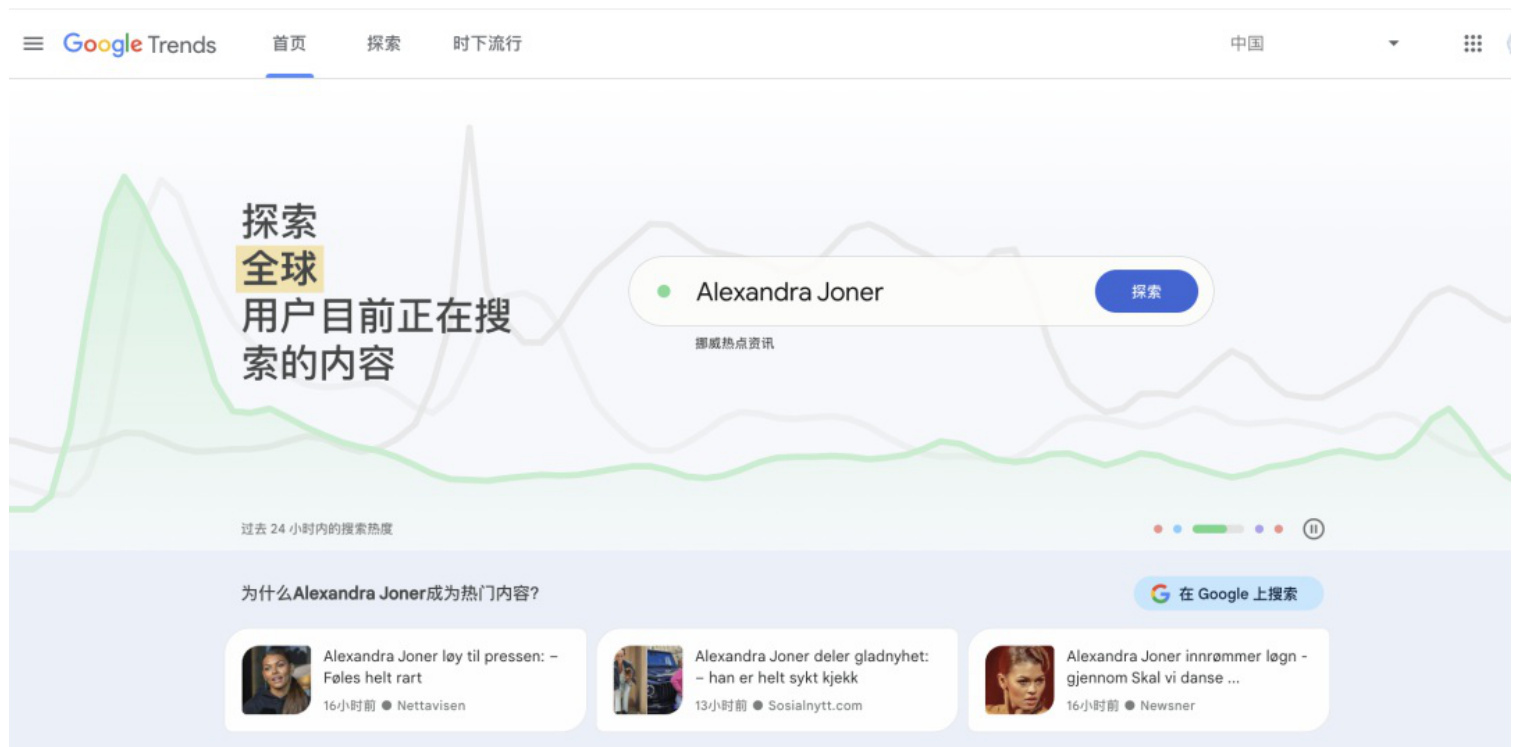 Google Trends 首页 探索 时下流行 中国
探索
全球
用户目前正在搜
索的内容
Alexandra Joner 探索
挪威热点资讯
过去 24 小时内的搜索热度
为什么Alexandra Joner成为热门内容?
G 在 Google 上搜索
Alexandra Joner løy til pressen: –
Føles helt rart
16小时前 ● Nettavisen
Alexandra Joner deler gladnyhet:
– han er helt sykt kjekk
13小时前 ● Sosialnytt.com
Alexandra Joner innrømmer løgn -
gjennom Skal vi danse ...
16小时前 ● Newsner